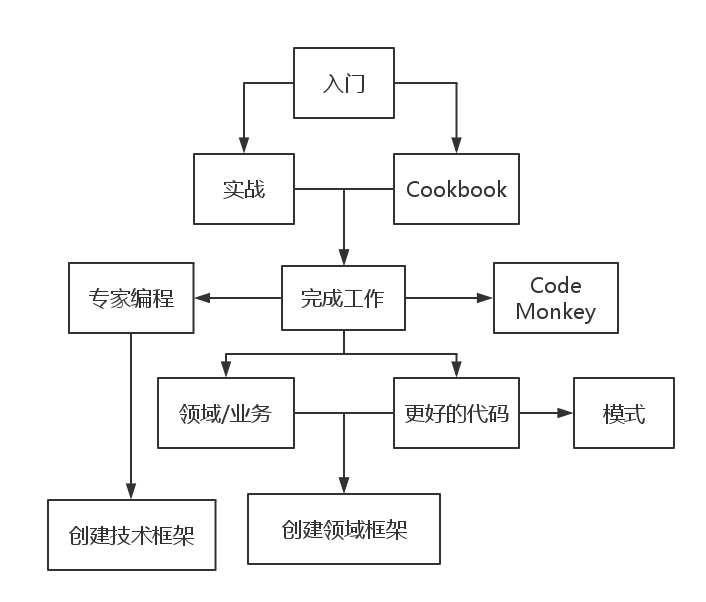 入门
实战
Cookbook
专家编程
完成工作
Code
Monkey
领域/业务
更好的代码
模式
创建技术框架
创建领域框架